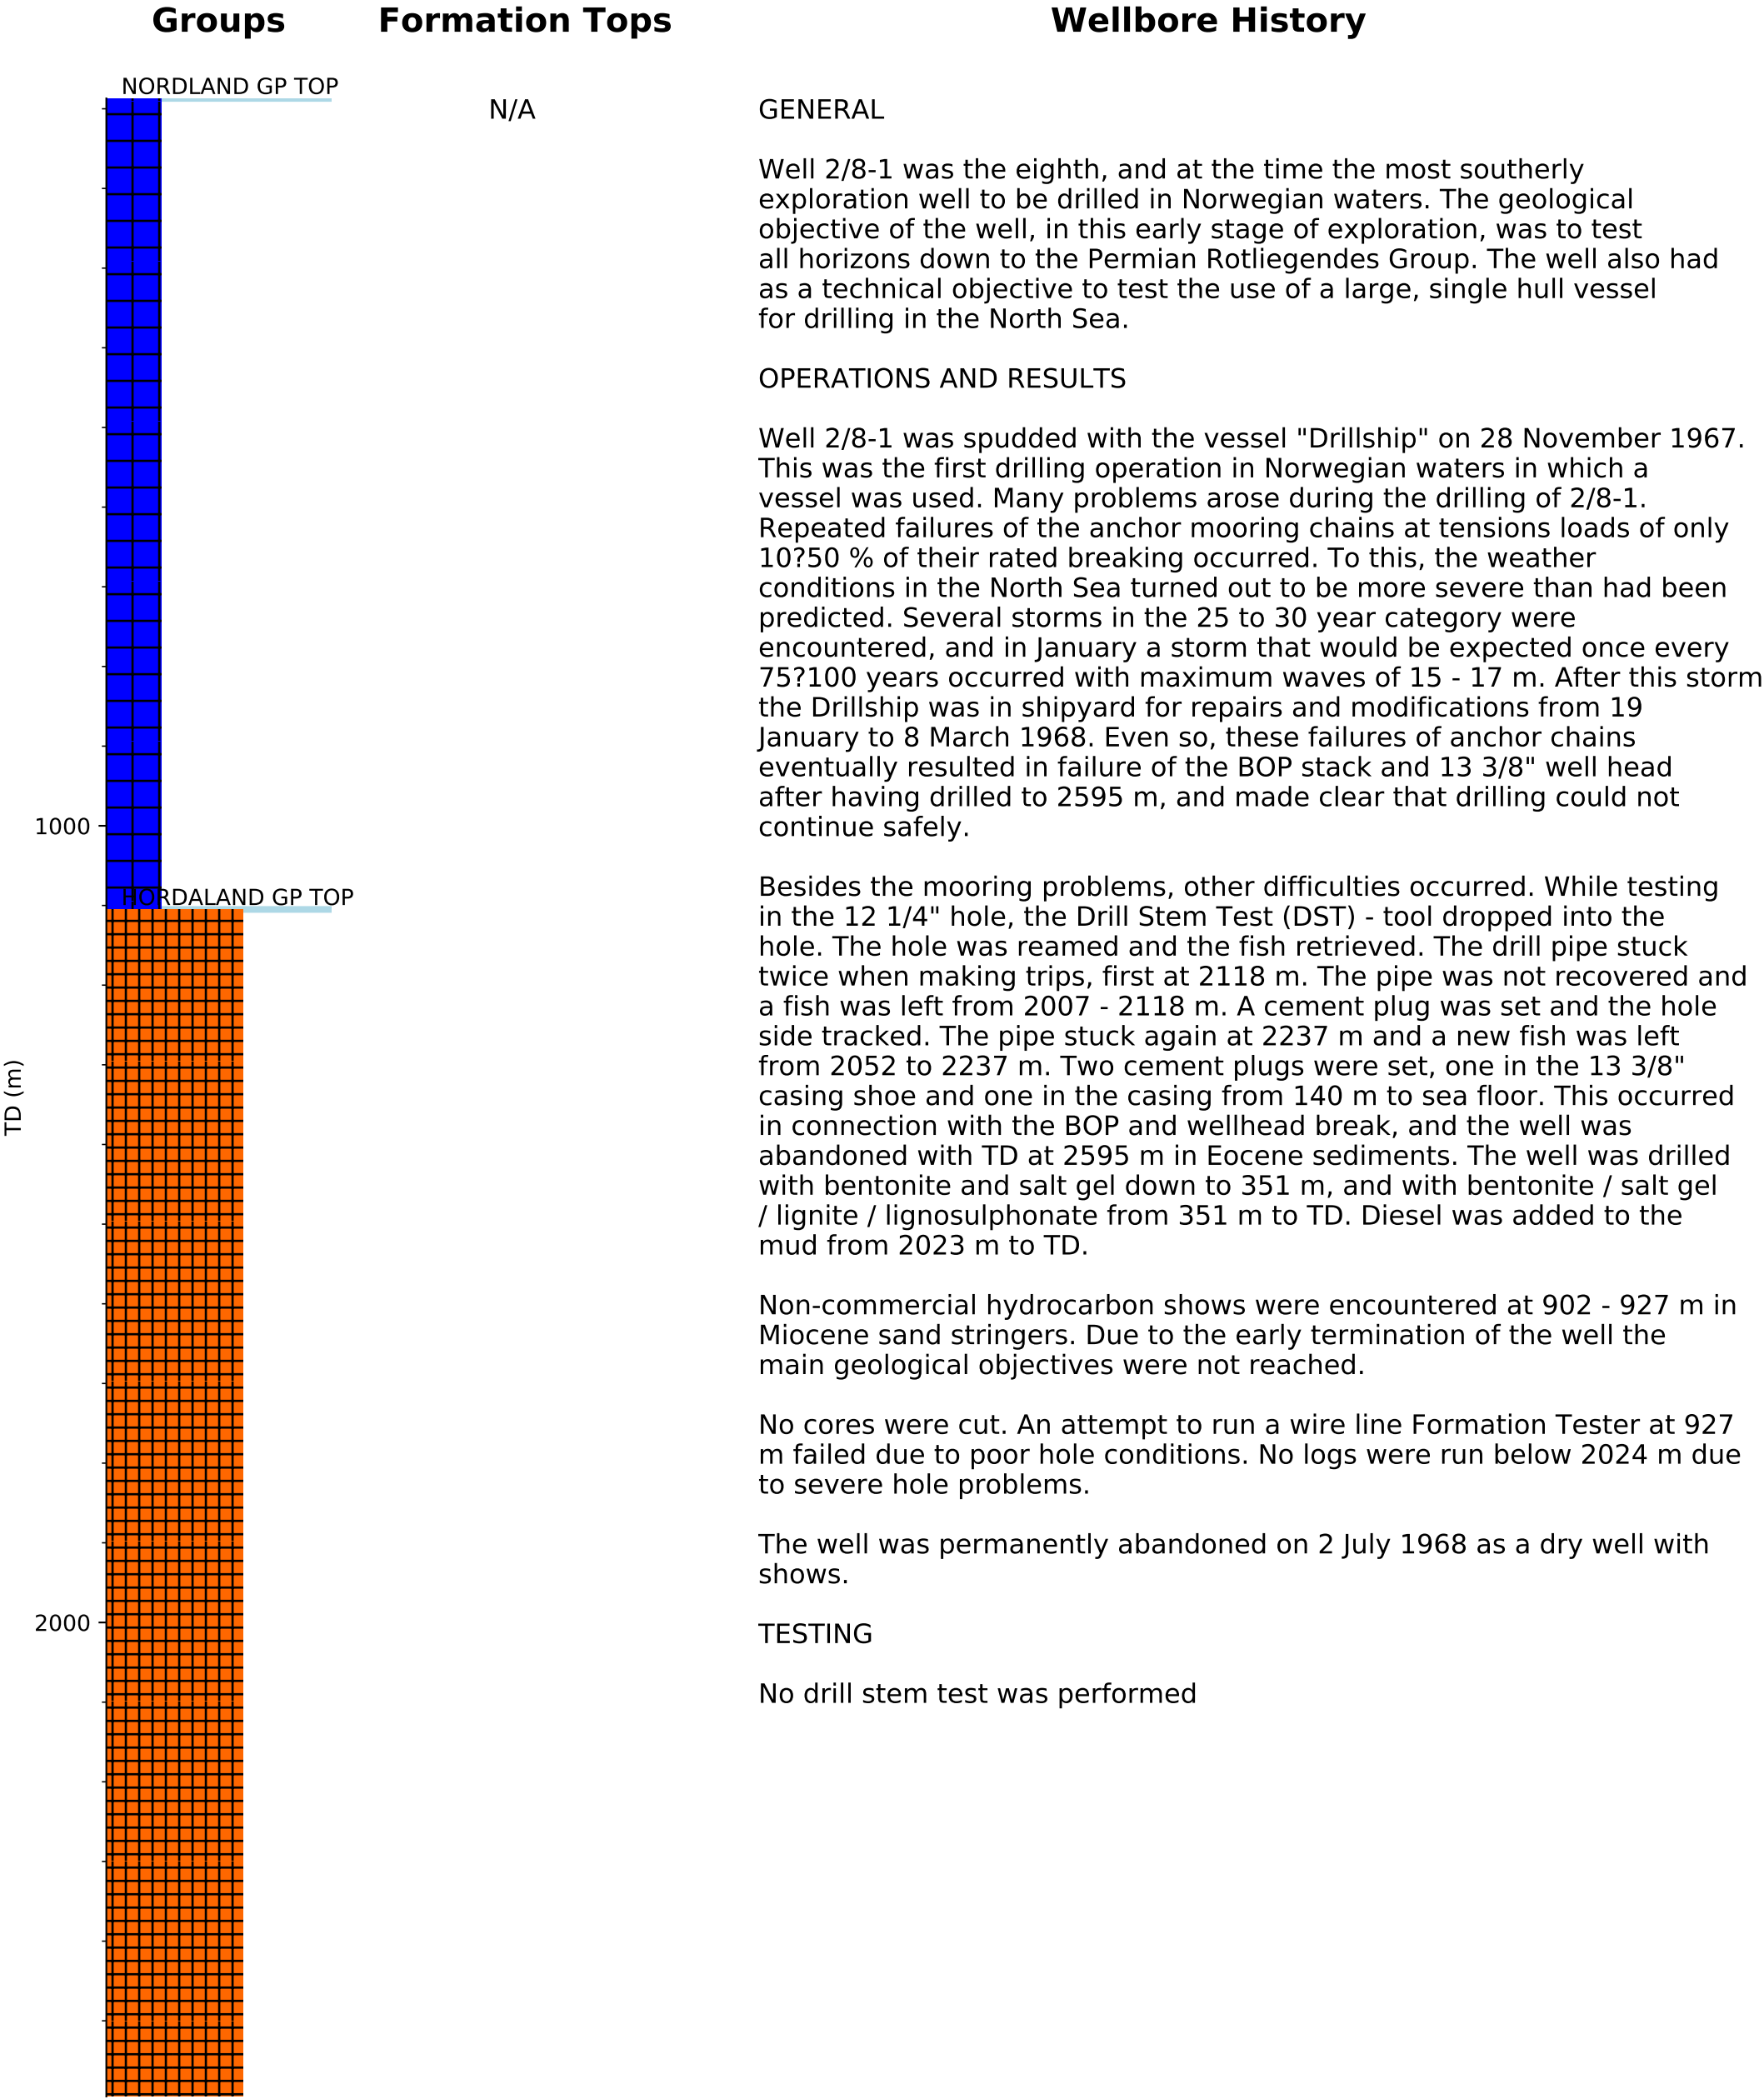 Groups
Formation Tops
Wellbore History
NORDLAND GP TOP
N/A
GENERAL
Well 2/8-1 was the eighth, and at the time the most southerly
exploration well to be drilled in Norwegian waters. The geological
objective of the well, in this early stage of exploration, was to test
all horizons down to the Permian Rotliegendes Group. The well also had
as a technical objective to test the use of a large, single hull vessel
for drilling in the North Sea.
OPERATIONS AND RESULTS
Well 2/8-1 was spudded with the vessel "Drillship" on 28 November 1967.
This was the first drilling operation in Norwegian waters in which a
vessel was used. Many problems arose during the drilling of 2/8-1.
Repeated failures of the anchor mooring chains at tensions loads of only
10?50 % of their rated breaking occurred. To this, the weather
conditions in the North Sea turned out to be more severe than had been
predicted. Several storms in the 25 to 30 year category were
encountered, and in January a storm that would be expected once every
75?100 years occurred with maximum waves of 15 - 17 m. After this storm
the Drillship was in shipyard for repairs and modifications from 19
January to 8 March 1968. Even so, these failures of anchor chains
eventually resulted in failure of the BOP stack and 13 3/8" well head
after having drilled to 2595 m, and made clear that drilling could not
continue safely.
Besides the mooring problems, other difficulties occurred. While testing
in the 12 1/4" hole, the Drill Stem Test (DST) - tool dropped into the
hole. The hole was reamed and the fish retrieved. The drill pipe stuck
twice when making trips, first at 2118 m. The pipe was not recovered and
a fish was left from 2007 - 2118 m. A cement plug was set and the hole
side tracked. The pipe stuck again at 2237 m and a new fish was left
from 2052 to 2237 m. Two cement plugs were set, one in the 13 3/8"
casing shoe and one in the casing from 140 m to sea floor. This occurred
in connection with the BOP and wellhead break, and the well was
abandoned with TD at 2595 m in Eocene sediments. The well was drilled
with bentonite and salt gel down to 351 m, and with bentonite / salt gel
/ lignite / lignosulphonate from 351 m to TD. Diesel was added to the
mud from 2023 m to TD.
Non-commercial hydrocarbon shows were encountered at 902 - 927 m in
Miocene sand stringers. Due to the early termination of the well the
main geological objectives were not reached.
No cores were cut. An attempt to run a wire line Formation Tester at 927
m failed due to poor hole conditions. No logs were run below 2024 m due
to severe hole problems.
The well was permanently abandoned on 2 July 1968 as a dry well with
shows.
TESTING
No drill stem test was performed
1000
HORDALAND GP TOP
TD (m)
2000